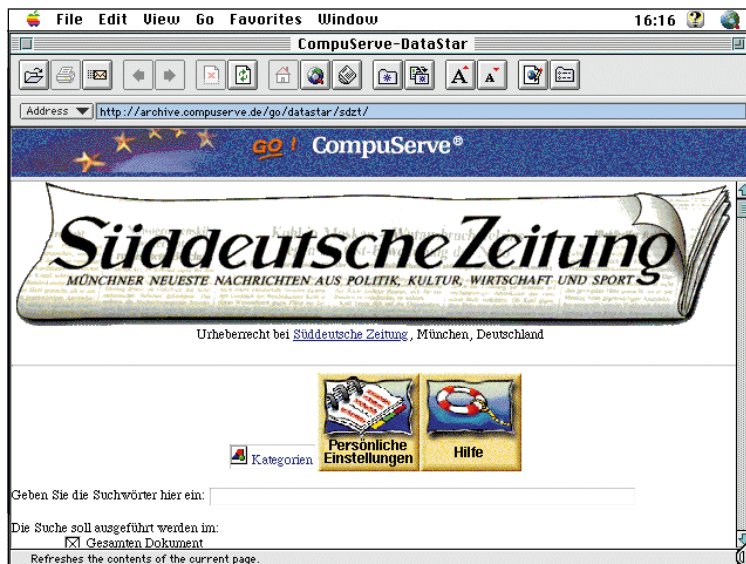 File Edit View Go Favorites Window 16:16
CompuServe-DataStar
Address http://archive.compuserve.de/go/datastar/sdzt/
GO! CompuServe®
Süddeutsche Zeitung
MÜNCHNER NEUESTE NACHRICHTEN AUS POLITIK, KULTUR, WIRTSCHAFT UND SPORT
Urheberrecht bei Süddeutsche Zeitung, München, Deutschland
Kategorien
Persönliche
Einstellungen
Hilfe
Geben Sie die Suchwörter hier ein:
Die Suche soll ausgeführt werden im:
Gesamten Dokument
Refreshes the contents of the current page.